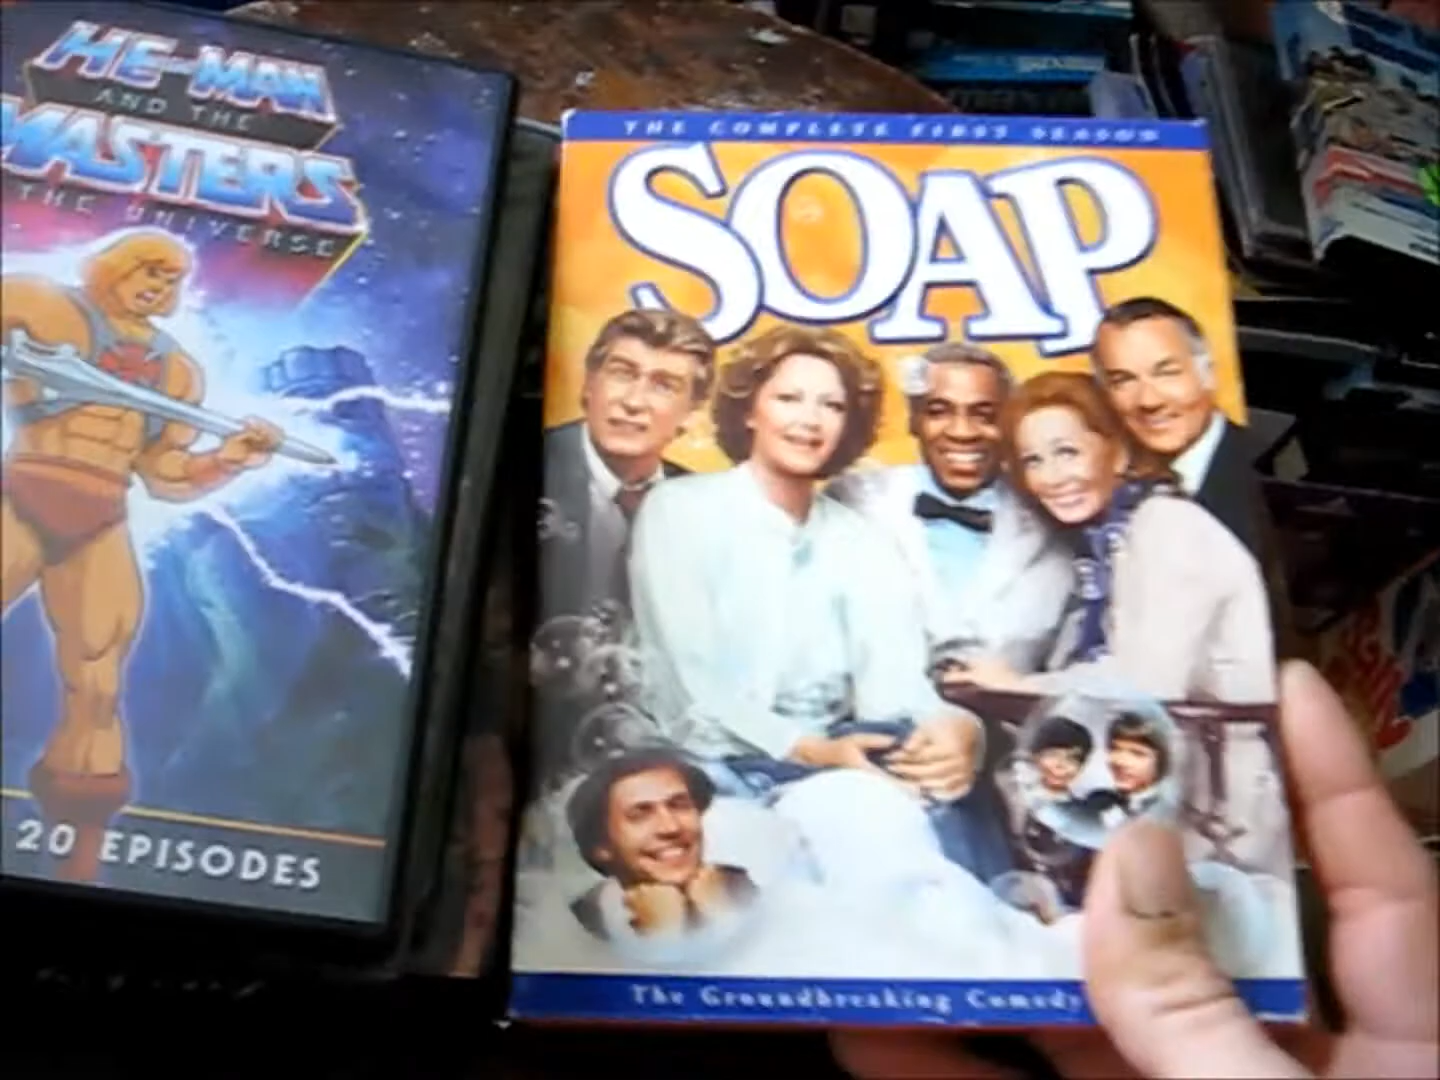 HE-MAN
AND THE
MASTERS
THE UNIVERSE
20 EPISODES
THE COMPLETE FIRST SEASON
SOAP
The Groundbreaking Comedy